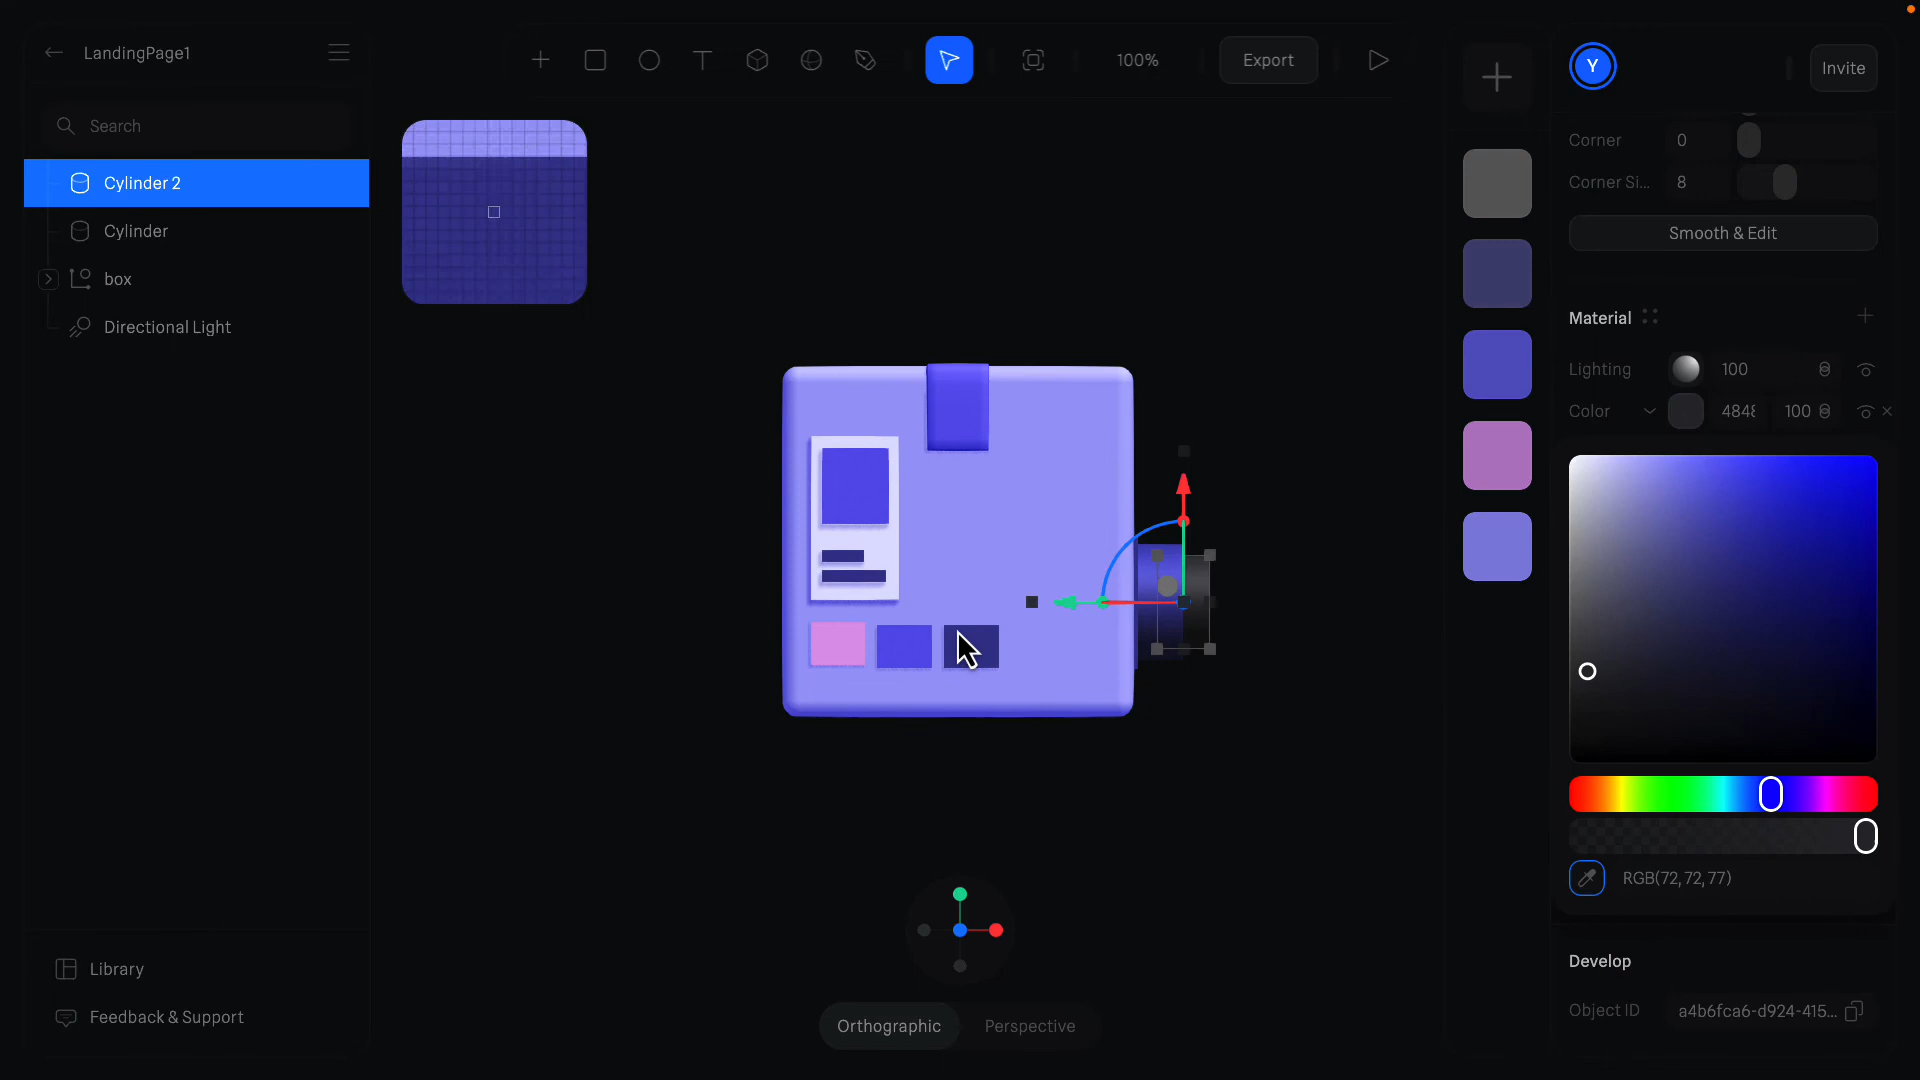 LandingPage1
100%
Export
Y
Invite
Search
Cylinder 2
Cylinder
box
Directional Light
Corner 0
Corner Si... 8
Smooth & Edit
Material
Lighting 100
Color 4848 100
RGB(72, 72, 77)
Develop
Object ID a4b6fca6-d924-415...
Library
Feedback & Support
Orthographic Perspective